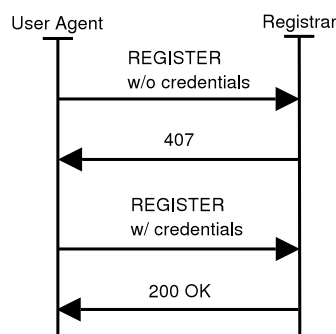 User Agent
Registrar
REGISTER
w/o credentials
407
REGISTER
w/ credentials
200 OK